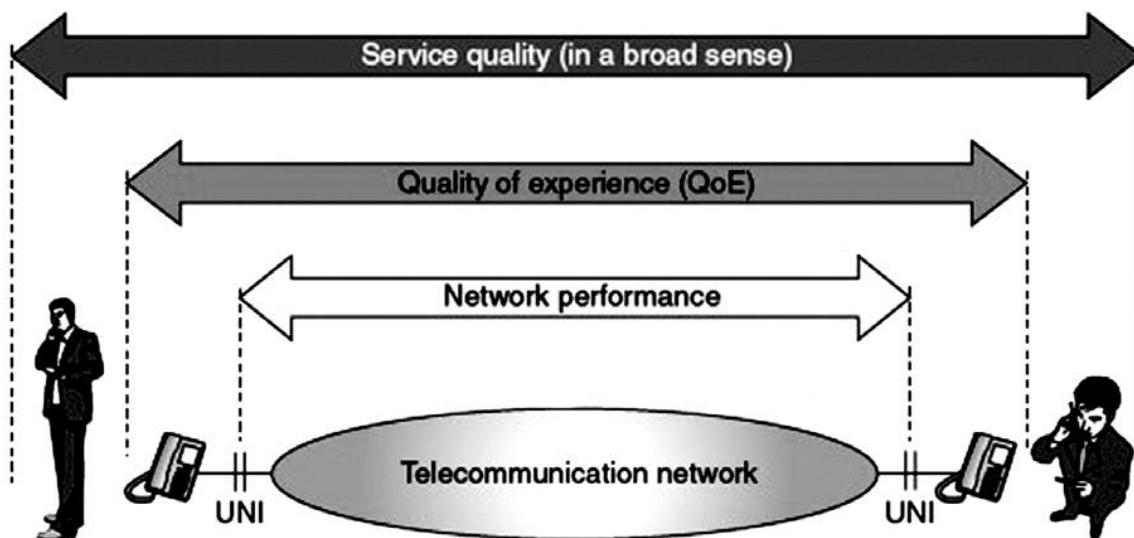 Service quality (in a broad sense)
Quality of experience (QoE)
Network performance
Telecommunication network
UNI
UNI